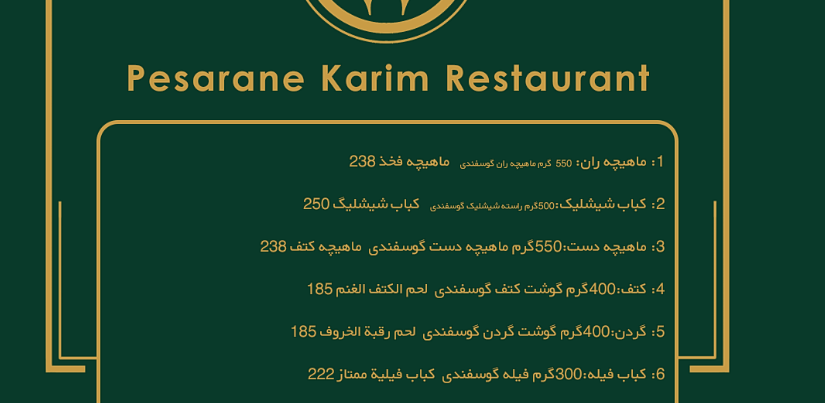 Pesarane Karim Restaurant
1: ماهیچه ران: 550 گرم ماهیچه ران گوسفندی ماهیچه فخذ 238
2: کباب شیشلیک:500گرم راسته شیشلیک گوسفندی کباب شیشلیگ 250
3: ماهیچه دست:550گرم ماهیچه دست گوسفندی ماهیچه کتف 238
4: کتف:400گرم گوشت کتف گوسفندی لحم الکتف الغنم 185
5: گردن:400گرم گوشت گردن گوسفندی لحم رقبة الخروف 185
6: کباب فیله:300گرم فیله گوسفندی کباب فیلیة ممتاز 222